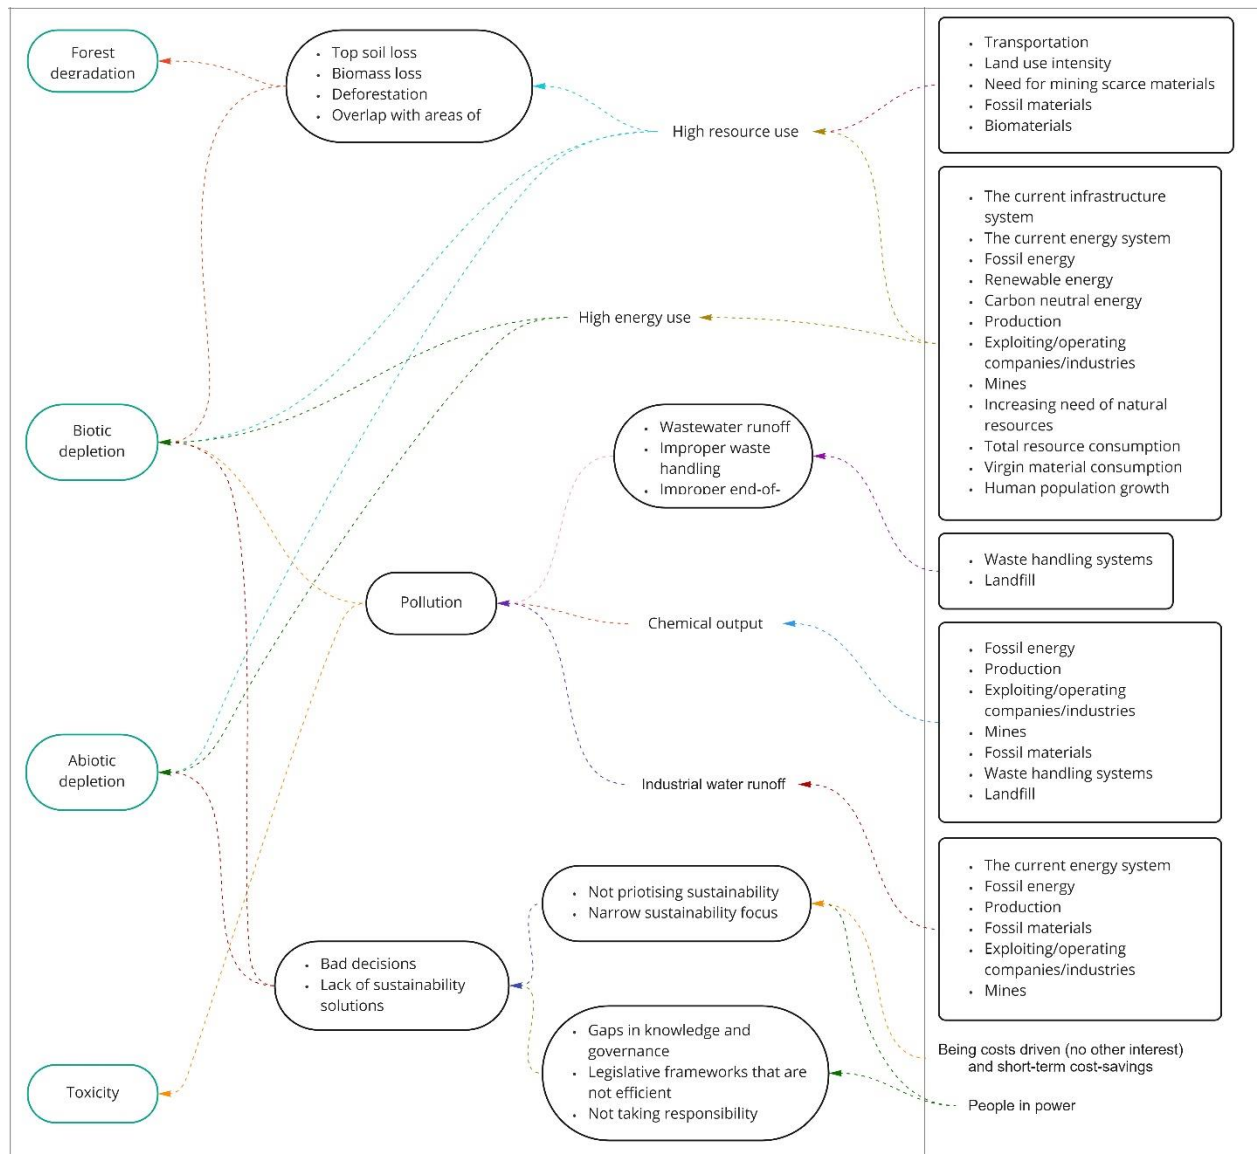 Forest
degradation
• Top soil loss
• Biomass loss
• Deforestation
• Overlap with areas of
High resource use
• Transportation
• Land use intensity
• Need for mining scarce materials
• Fossil materials
• Biomaterials
• The current infrastructure
system
• The current energy system
• Fossil energy
• Renewable energy
• Carbon neutral energy
• Production
• Exploiting/operating
companies/industries
• Mines
• Increasing need of natural
resources
• Total resource consumption
• Virgin material consumption
• Human population growth
High energy use
Biotic
depletion
• Wastewater runoff
• Improper waste
handling
• Improper end-of-
• Waste handling systems
• Landfill
Pollution
Chemical output
• Fossil energy
• Production
• Exploiting/operating
companies/industries
• Mines
• Fossil materials
• Waste handling systems
• Landfill
Abiotic
depletion
Industrial water runoff
• The current energy system
• Fossil energy
• Production
• Fossil materials
• Exploiting/operating
companies/industries
• Mines
• Not priotising sustainability
• Narrow sustainability focus
• Bad decisions
• Lack of sustainability
solutions
• Gaps in knowledge and
governance
• Legislative frameworks that are
not efficient
• Not taking responsibility
Being costs driven (no other interest)
and short-term cost-savings
People in power
Toxicity